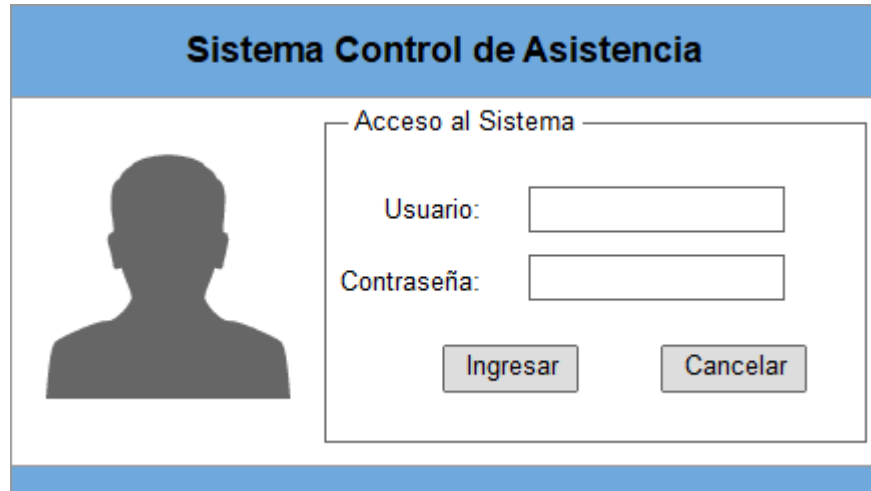 Sistema Control de Asistencia
Acceso al Sistema
Usuario:
Contraseña:
Ingresar Cancelar